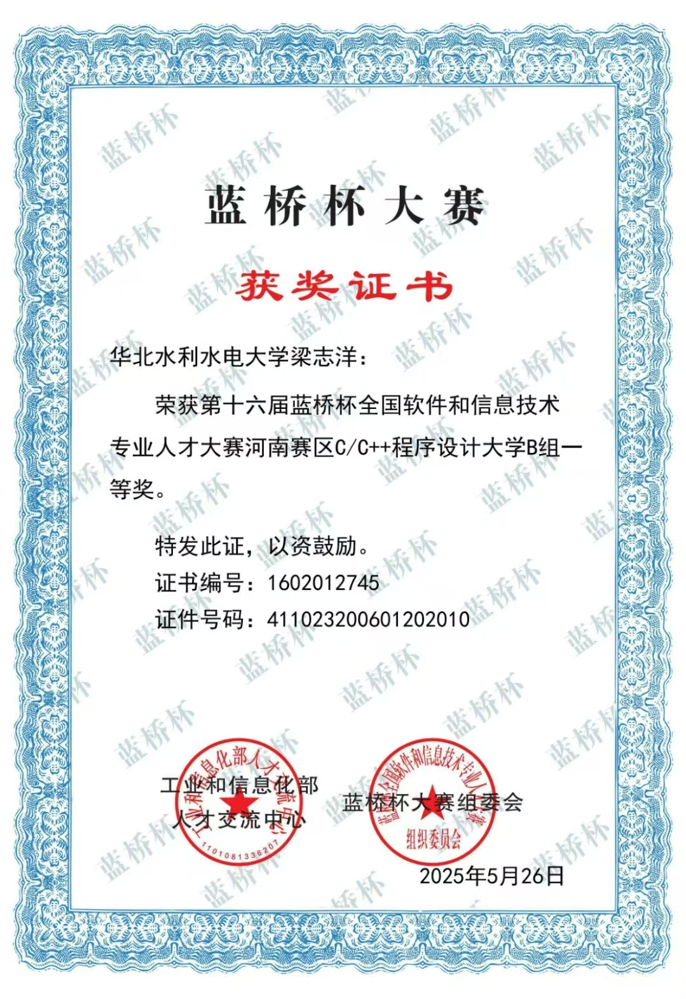 蓝桥杯大赛
获奖证书
华北水利水电大学梁志洋：
荣获第十六届蓝桥杯全国软件和信息技术
专业人才大赛河南赛区C/C++程序设计大学B组一
等奖。
特发此证，以资鼓励。
证书编号：1602012745
证件号码：411023200601202010
工业和信息化部
人才交流中心
工业和信息化部人才交流中心
1101081336207
蓝桥杯大赛组委会
蓝桥杯全国软件和信息技术专业人才大赛
组织委员会
2025年5月26日
蓝桥杯